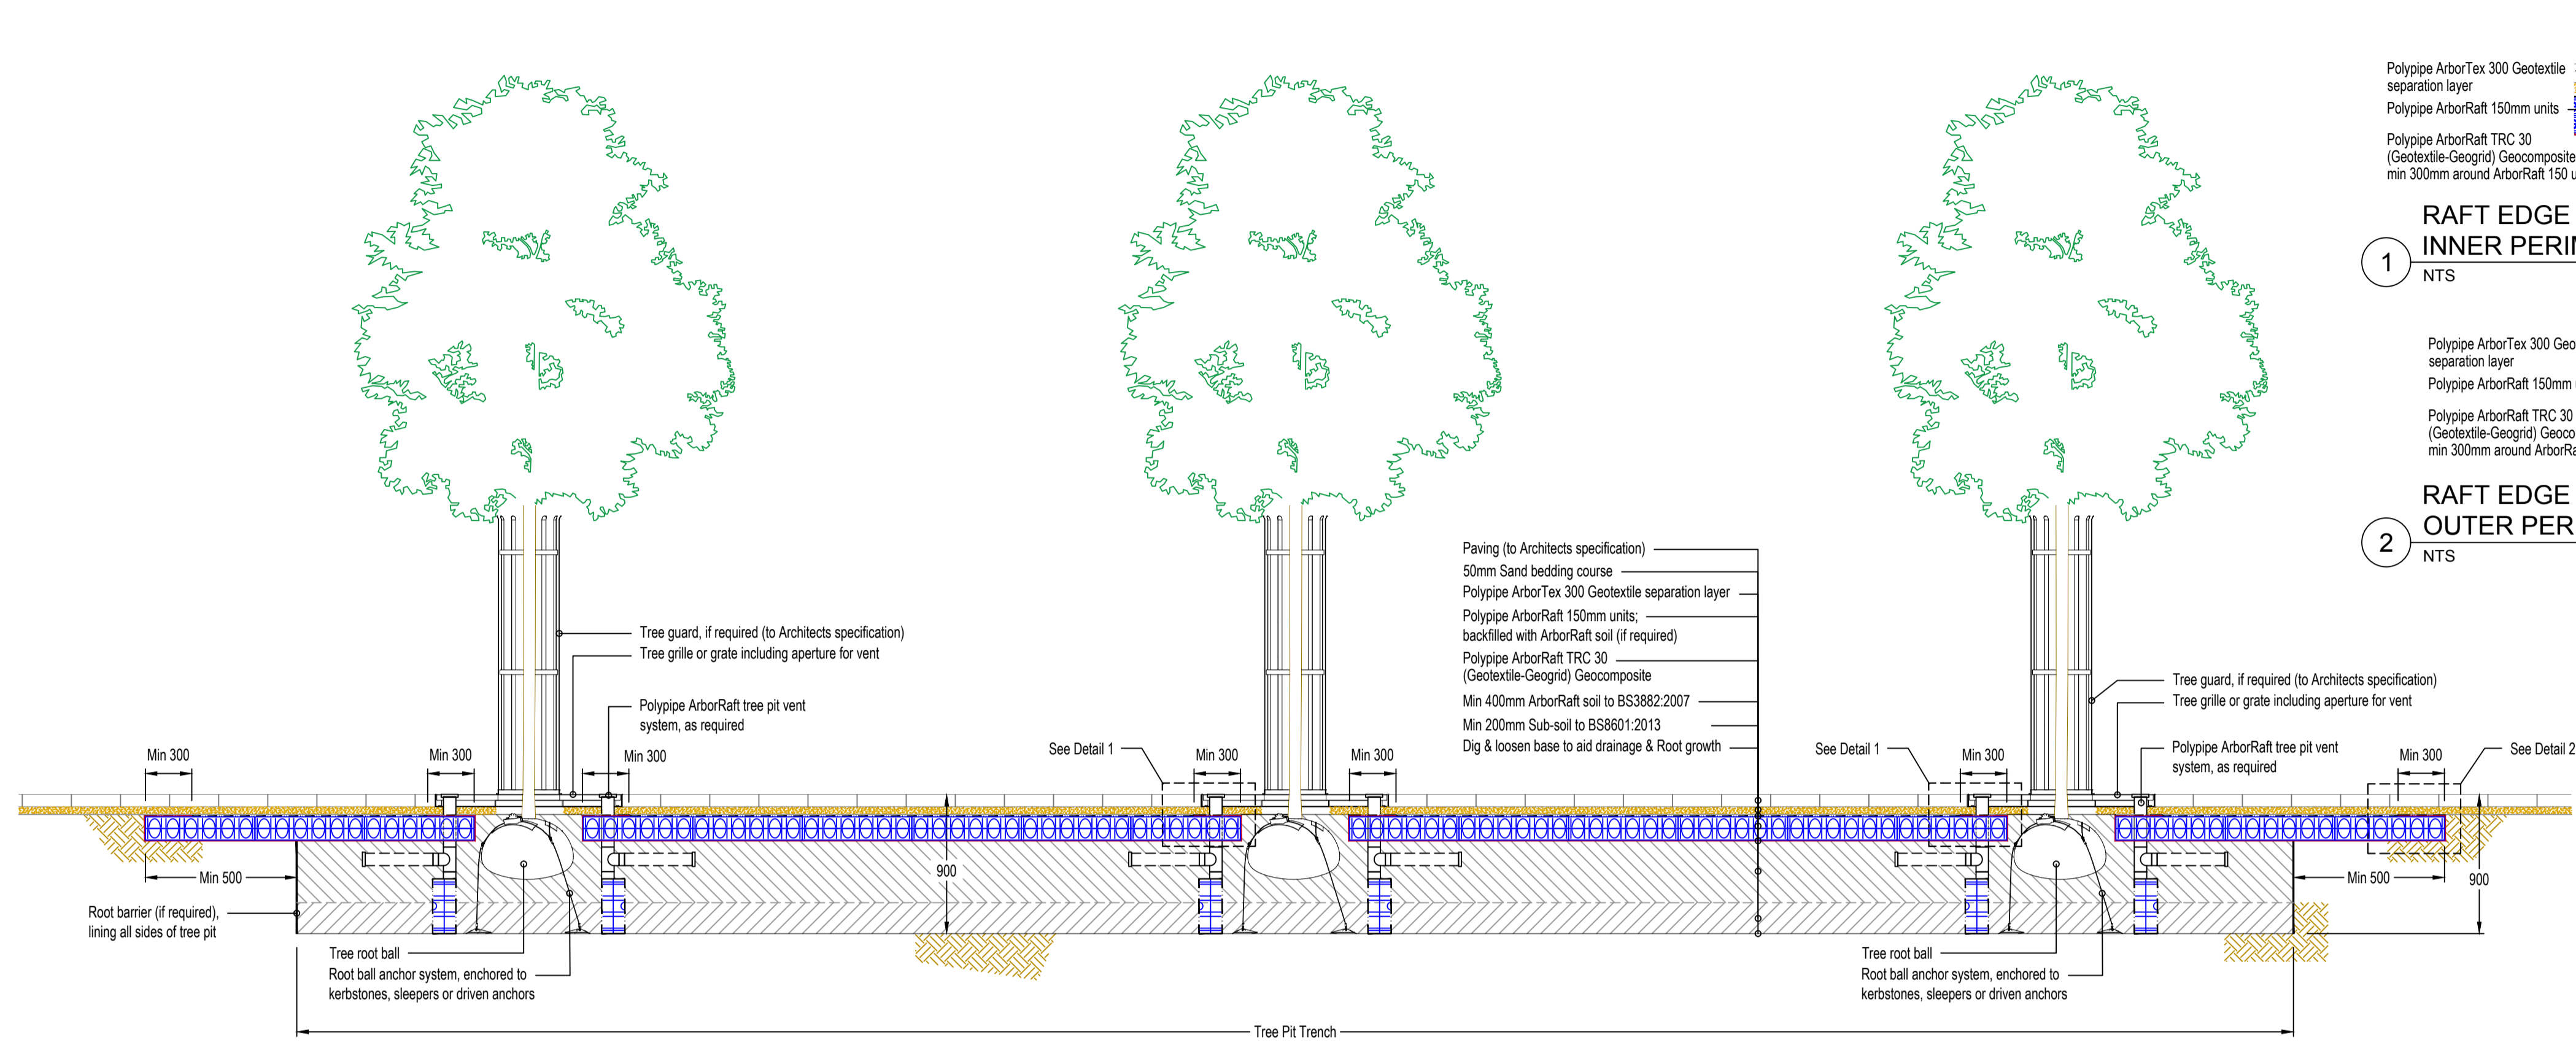 Polypipe ArborTex 300 Geotextile
separation layer
Polypipe ArborRaft 150mm units
Polypipe ArborRaft TRC 30
(Geotextile-Geogrid) Geocomposite
min 300mm around ArborRaft 150
RAFT EDGE
INNER
1
NTS
Polypipe ArborTex 300
separation layer
Polypipe ArborRaft 150mm
Polypipe ArborRaft TRC 30
(Geotextile-Geogrid)
min 300mm around
RAFT EDGE
OUTER
2
NTS
Paving (to Architects specification)
50mm Sand bedding course
Polypipe ArborTex 300 Geotextile separation layer
Polypipe ArborRaft 150mm units;
backfilled with ArborRaft soil (if required)
Polypipe ArborRaft TRC 30
(Geotextile-Geogrid) Geocomposite
Min 400mm ArborRaft soil to BS3882:2007
Min 200mm Sub-soil to BS8601:2013
Dig & loosen base to aid drainage & Root growth
Tree guard, if required (to Architects specification)
Tree grille or grate including aperture for vent
Polypipe ArborRaft tree pit vent
system, as required
Tree guard, if required (to Architects specification)
Tree grille or grate including aperture for vent
Polypipe ArborRaft tree pit vent
system, as required
Min 300
Min 300
Min 300
See Detail 1
Min 300
Min 300
See Detail 1
Min 300
Min 300
See Detail 2
Min 500
900
Min 500
900
Root barrier (if required),
lining all sides of tree pit
Tree root ball
Root ball anchor system, enchored to
kerbstones, sleepers or driven anchors
Tree root ball
Root ball anchor system, enchored to
kerbstones, sleepers or driven anchors
Tree Pit Trench